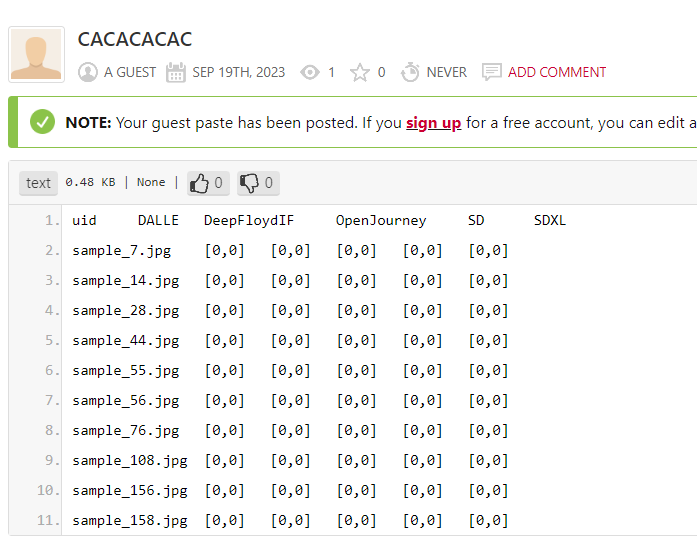 CACACACAC
A GUEST SEP 19TH, 2023 1 0 NEVER ADD COMMENT
NOTE: Your guest paste has been posted. If you sign up for a free account, you can edit a
text 0.48 KB | None | 0 0
1. uid DALLE DeepFloydIF OpenJourney SD SDXL
2. sample_7.jpg [0,0] [0,0] [0,0] [0,0] [0,0]
3. sample_14.jpg [0,0] [0,0] [0,0] [0,0] [0,0]
4. sample_28.jpg [0,0] [0,0] [0,0] [0,0] [0,0]
5. sample_44.jpg [0,0] [0,0] [0,0] [0,0] [0,0]
6. sample_55.jpg [0,0] [0,0] [0,0] [0,0] [0,0]
7. sample_56.jpg [0,0] [0,0] [0,0] [0,0] [0,0]
8. sample_76.jpg [0,0] [0,0] [0,0] [0,0] [0,0]
9. sample_108.jpg [0,0] [0,0] [0,0] [0,0] [0,0]
10. sample_156.jpg [0,0] [0,0] [0,0] [0,0] [0,0]
11. sample_158.jpg [0,0] [0,0] [0,0] [0,0] [0,0]